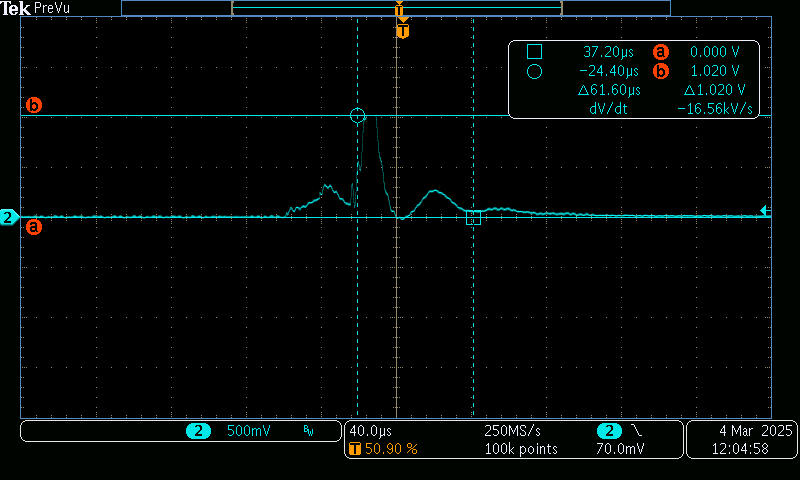 Tek PreVu
T
37.20µs a 0.000 V
−24.40µs b 1.020 V
Δ61.60µs Δ1.020 V
dV/dt −16.56kV/s
b
2
a
2 500mV BW
40.0µs 250MS/s 2
T 50.90 % 100k points 70.0mV
4 Mar 2025
12:04:58